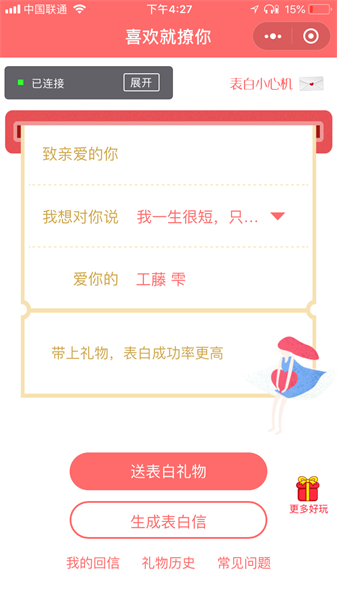 中国联通
下午4:27
15%
喜欢就撩你
已连接
展开
表白小心机
致亲爱的你
我想对你说
我一生很短，只...
爱你的
工藤 雫
带上礼物，表白成功率更高
送表白礼物
生成表白信
更多好玩
我的回信
礼物历史
常见问题